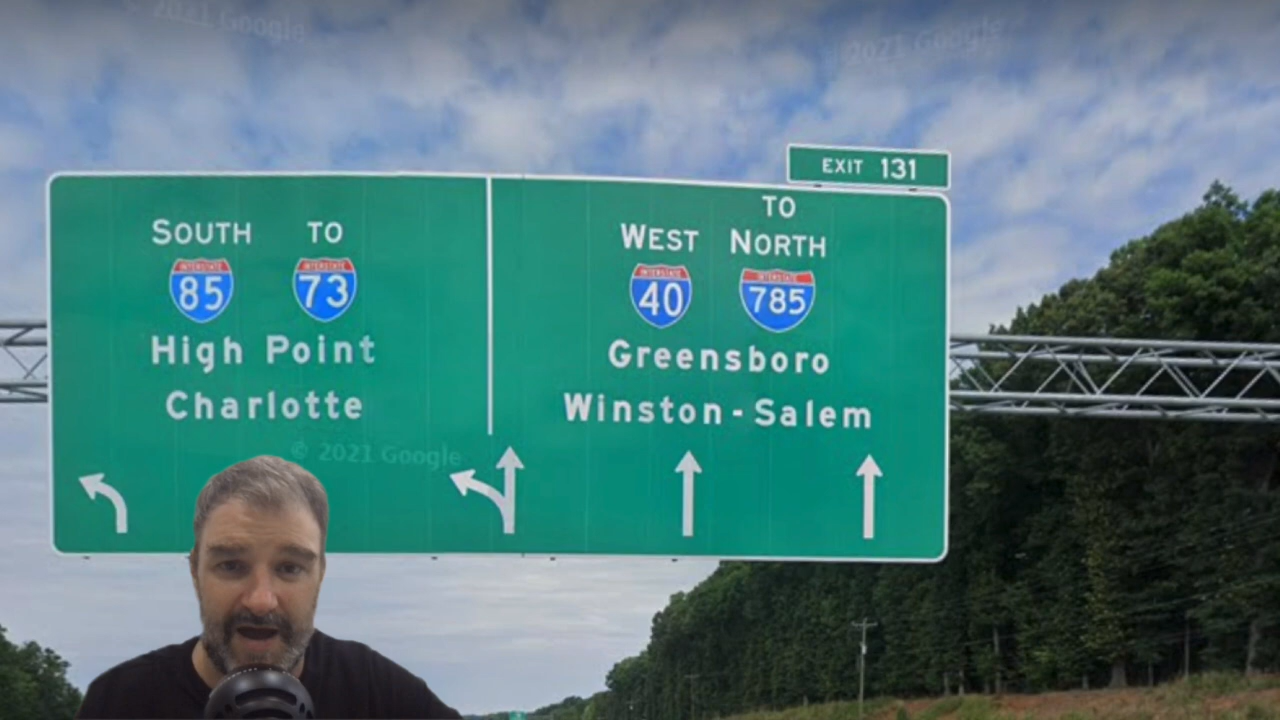 © 2021 Google
© 2021 Google
EXIT 131
SOUTH TO
INTERSTATE 85 INTERSTATE 73
High Point
Charlotte
TO
WEST NORTH
INTERSTATE 40 INTERSTATE 785
Greensboro
Winston-Salem
© 2021 Google